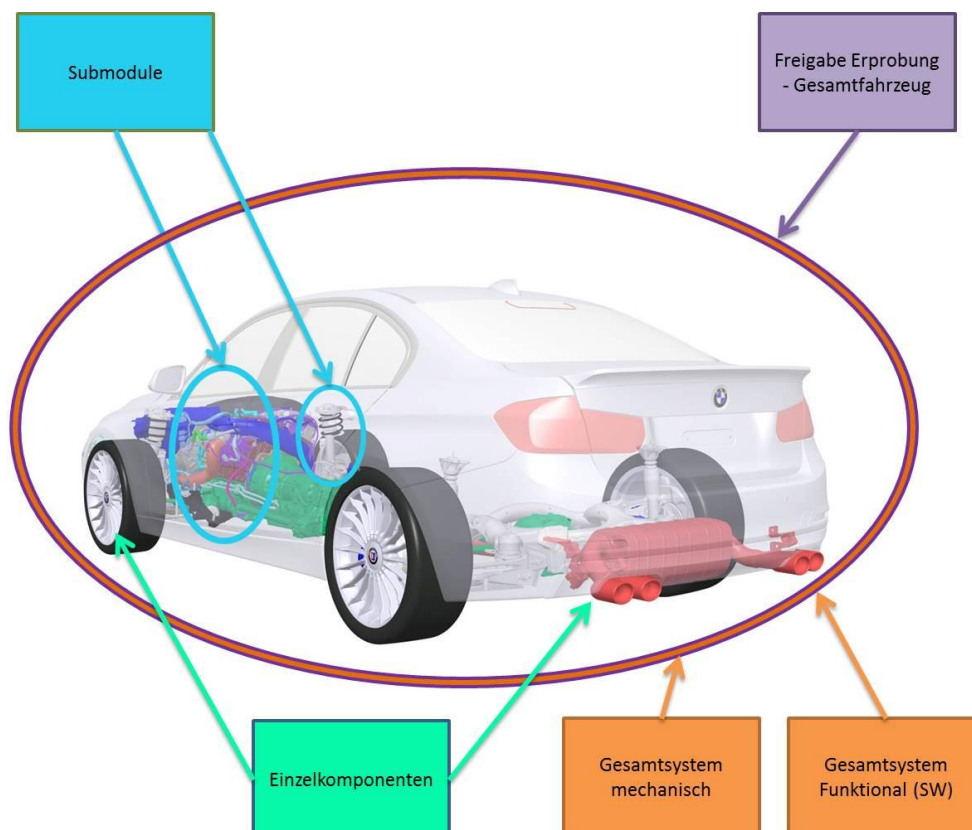 Submodule
Freigabe Erprobung
- Gesamtfahrzeug
Einzelkomponenten
Gesamtsystem
mechanisch
Gesamtsystem
Funktional (SW)